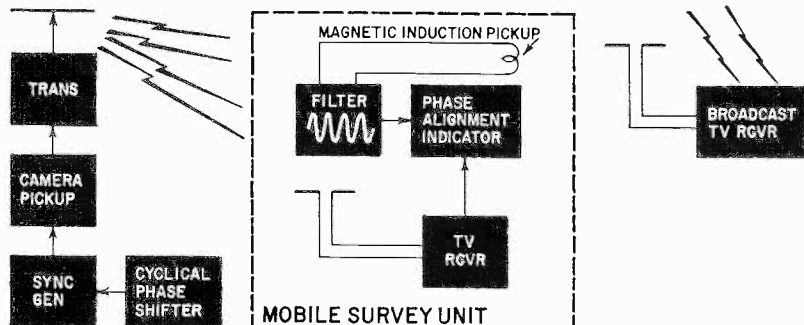 TRANS
CAMERA
PICKUP
SYNC
GEN
CYCLICAL
PHASE
SHIFTER
MAGNETIC INDUCTION PICKUP
FILTER
PHASE
ALIGNMENT
INDICATOR
TV
RCVR
MOBILE SURVEY UNIT
BROADCAST
TV RCVR